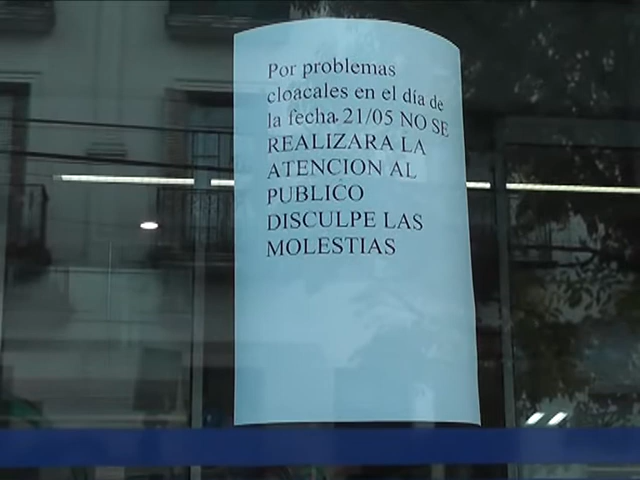 Por problemas
cloacales en el día de
la fecha 21/05 NO SE
REALIZARA LA
ATENCION AL
PUBLICO
DISCULPE LAS
MOLESTIAS